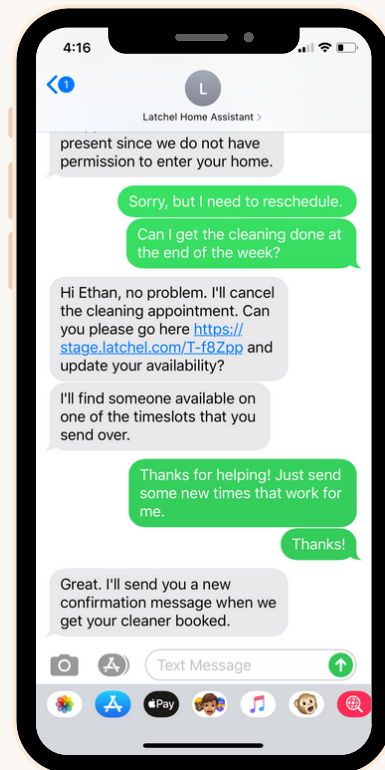 4:16
1
L
Latchel Home Assistant >
present since we do not have
permission to enter your home.
Sorry, but I need to reschedule.
Can I get the cleaning done at
the end of the week?
Hi Ethan, no problem. I'll cancel
the cleaning appointment. Can
you please go here https://
stage.latchel.com/T-f8Zpp and
update your availability?
I'll find someone available on
one of the timeslots that you
send over.
Thanks for helping! Just send
some new times that work for
me.
Thanks!
Great. I'll send you a new
confirmation message when we
get your cleaner booked.
Text Message
Pay